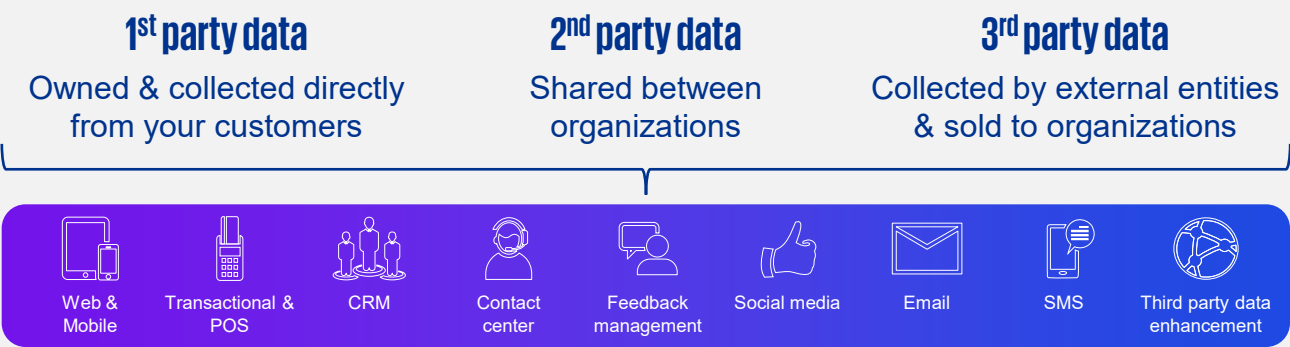 1st party data
Owned & collected directly
from your customers
2nd party data
Shared between
organizations
3rd party data
Collected by external entities
& sold to organizations
Web &
Mobile
Transactional &
POS
CRM
Contact
center
Feedback
management
Social media
Email
SMS
Third party data
enhancement